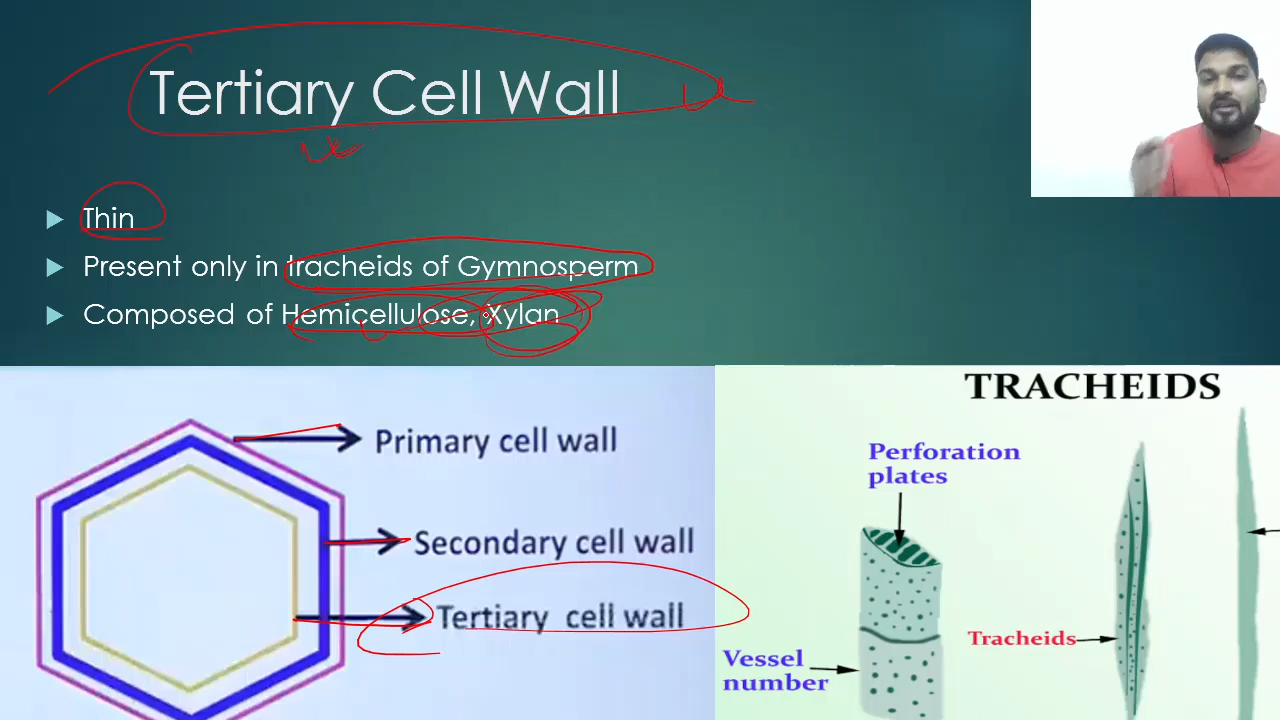 Tertiary Cell Wall
Thin
Present only in tracheids of Gymnosperm
Composed of Hemicellulose, Xylan
Primary cell wall
Secondary cell wall
Tertiary cell wall
TRACHEIDS
Perforation
plates
Tracheids
Vessel
number